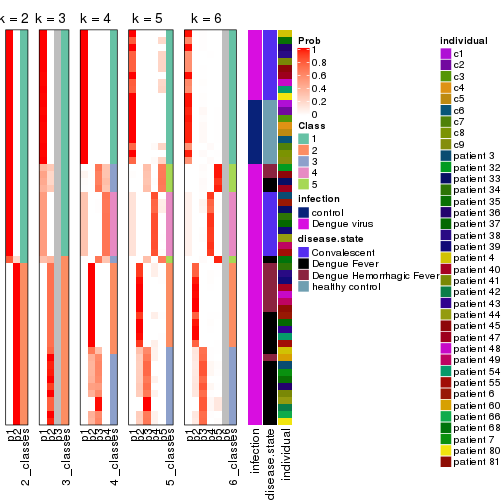 k = 2
k = 3
k = 4
k = 5
k = 6
p1
p2
2_classes
p1
p2
p3
3_classes
p1
p2
p3
p4
4_classes
p1
p2
p3
p4
p5
5_classes
p1
p2
p3
p4
p5
p6
6_classes
infection
disease.state
individual
Prob
1
0.8
0.6
0.4
0.2
0
Class
1
2
3
4
5
infection
control
Dengue virus
disease.state
Convalescent
Dengue Fever
Dengue Hemorrhagic Fever
healthy control
individual
c1
c2
c3
c4
c5
c6
c7
c8
c9
patient 3
patient 32
patient 33
patient 34
patient 35
patient 36
patient 37
patient 38
patient 39
patient 4
patient 40
patient 41
patient 42
patient 43
patient 44
patient 45
patient 47
patient 48
patient 49
patient 54
patient 55
patient 6
patient 60
patient 66
patient 68
patient 7
patient 80
patient 81